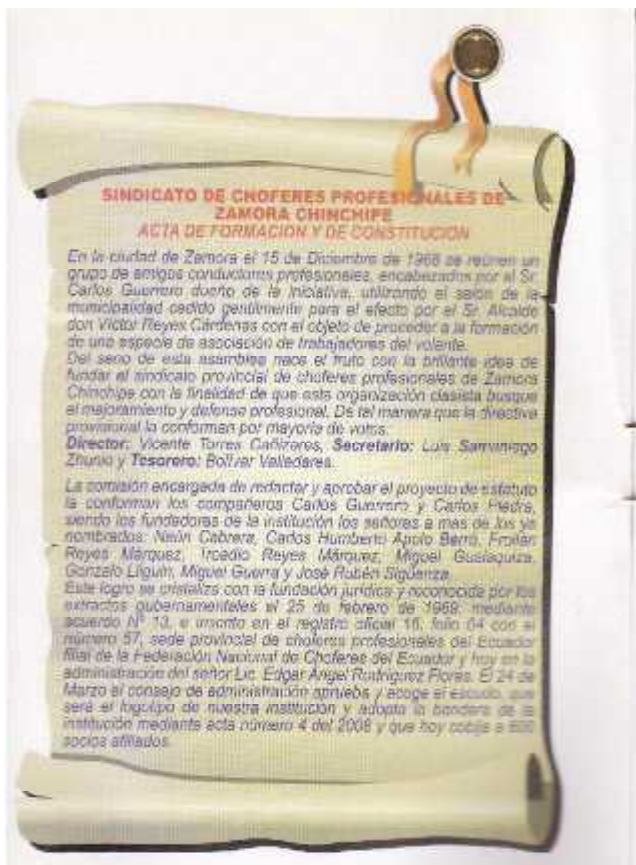 SINDICATO DE CHOFERES PROFESIONALES DE
ZAMORA CHINCHIPE
ACTA DE FORMACION Y DE CONSTITUCIÓN
En la ciudad de Zamora el 15 de Diciembre de 1968 se reúnen un
grupo de amigos conductores profesionales, encabezados por el Sr.
Carlos Guerrero dueño de la iniciativa, utilizando el salón de la
municipalidad cedido gentilmente para el efecto por el Sr. Alcalde
don Víctor Reyes Cárdenas con el objeto de proceder a la formación
de una especie de asociación de trabajadores del volante.
Del seno de esta asamblea nace el fruto con la brillante idea de
fundar el sindicato provincial de choferes profesionales de Zamora
Chinchipe con la finalidad de que esta organización clasista busque
el mejoramiento y defensa profesional. De tal manera que la directiva
provisional la conforman por mayoría de votos.
Director: Vicente Torres Cañizares, Secretario: Luis Samaniego
Zhunio y Tesorero: Bolívar Valladares.
La comisión encargada de redactar y aprobar el proyecto de estatuto
la conforman los compañeros Carlos Guerrero y Carlos Piedra,
siendo los fundadores de la institución los señores a mas de los ya
nombrados: Cabrera, Carlos Humberto Apolo Berrú, Froilán
Reyes Márquez, Ircadio Reyes Márquez, Miguel Gualaquiza,
Gonzalo Lliguin, Miguel Guerra y José Rubén Sigüenza.
Este logro se cristaliza con la fundación jurídica y reconocida por los
extractos gubernamentales el 25 de febrero de 1969, mediante
acuerdo Nº 13, e inscrito en el registro oficial 16, folio 64 con el
número 57, sede provincial de choferes profesionales del Ecuador
filial de la Federación Nacional de Choferes del Ecuador y hoy en la
administración del señor Lic. Edgar Ángel Rodríguez Flores. El 24 de
Marzo el consejo de administración aprueba y acoge el escudo, que
será el logotipo de nuestra institución y adopta la bandera de la
institución mediante acta número 4 del 2008 y que hoy cobija a
socios afiliados.